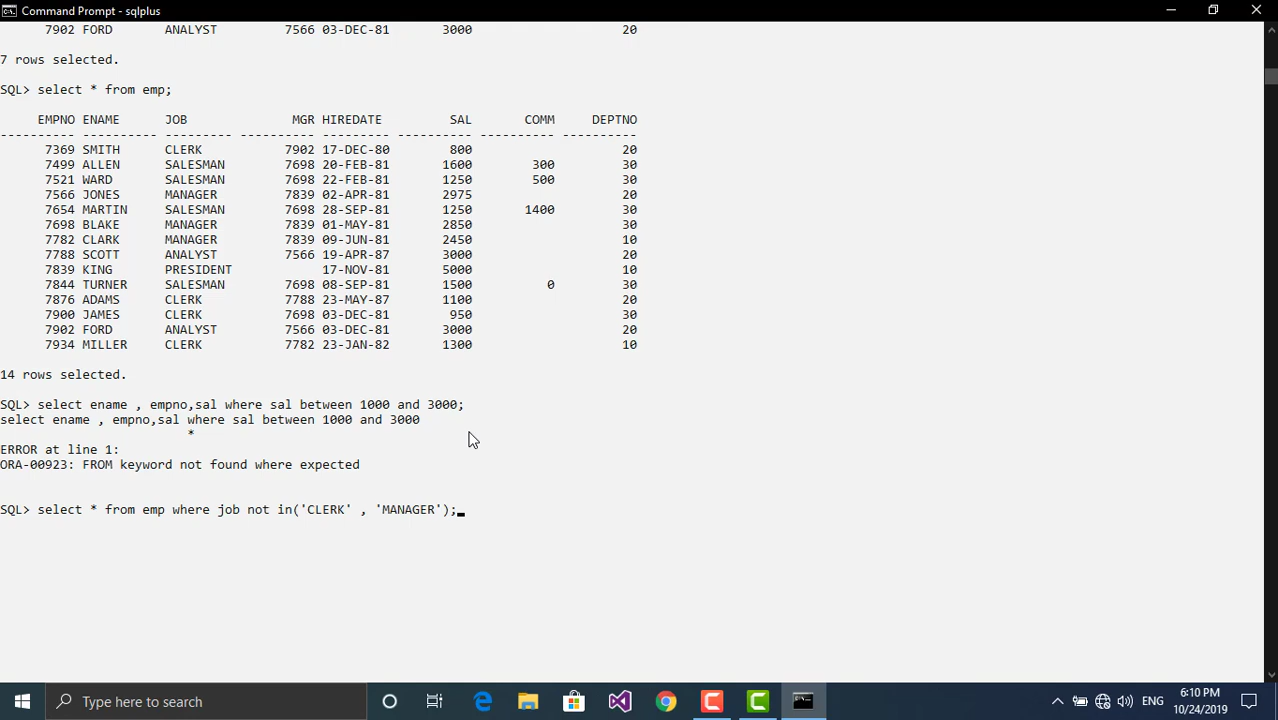 Command Prompt - sqlplus
7902 FORD       ANALYST         7566 03-DEC-81       3000                    20
7 rows selected.
SQL> select * from emp;
     EMPNO ENAME      JOB              MGR HIREDATE         SAL       COMM     DEPTNO
---------- ---------- --------- ---------- --------- ---------- ---------- ----------
      7369 SMITH      CLERK           7902 17-DEC-80        800                    20
      7499 ALLEN      SALESMAN        7698 20-FEB-81       1600        300         30
      7521 WARD       SALESMAN        7698 22-FEB-81       1250        500         30
      7566 JONES      MANAGER         7839 02-APR-81       2975                    20
      7654 MARTIN     SALESMAN        7698 28-SEP-81       1250       1400         30
      7698 BLAKE      MANAGER         7839 01-MAY-81       2850                    30
      7782 CLARK      MANAGER         7839 09-JUN-81       2450                    10
      7788 SCOTT      ANALYST         7566 19-APR-87       3000                    20
      7839 KING       PRESIDENT            17-NOV-81       5000                    10
      7844 TURNER     SALESMAN        7698 08-SEP-81       1500          0         30
      7876 ADAMS      CLERK           7788 23-MAY-87       1100                    20
      7900 JAMES      CLERK           7698 03-DEC-81        950                    30
      7902 FORD       ANALYST         7566 03-DEC-81       3000                    20
      7934 MILLER     CLERK           7782 23-JAN-82       1300                    10
14 rows selected.
SQL> select ename , empno,sal where sal between 1000 and 3000;
select ename , empno,sal where sal between 1000 and 3000
                         *
ERROR at line 1:
ORA-00923: FROM keyword not found where expected
SQL> select * from emp where job not in('CLERK' , 'MANAGER');
Type here to search
ENG
6:10 PM
10/24/2019